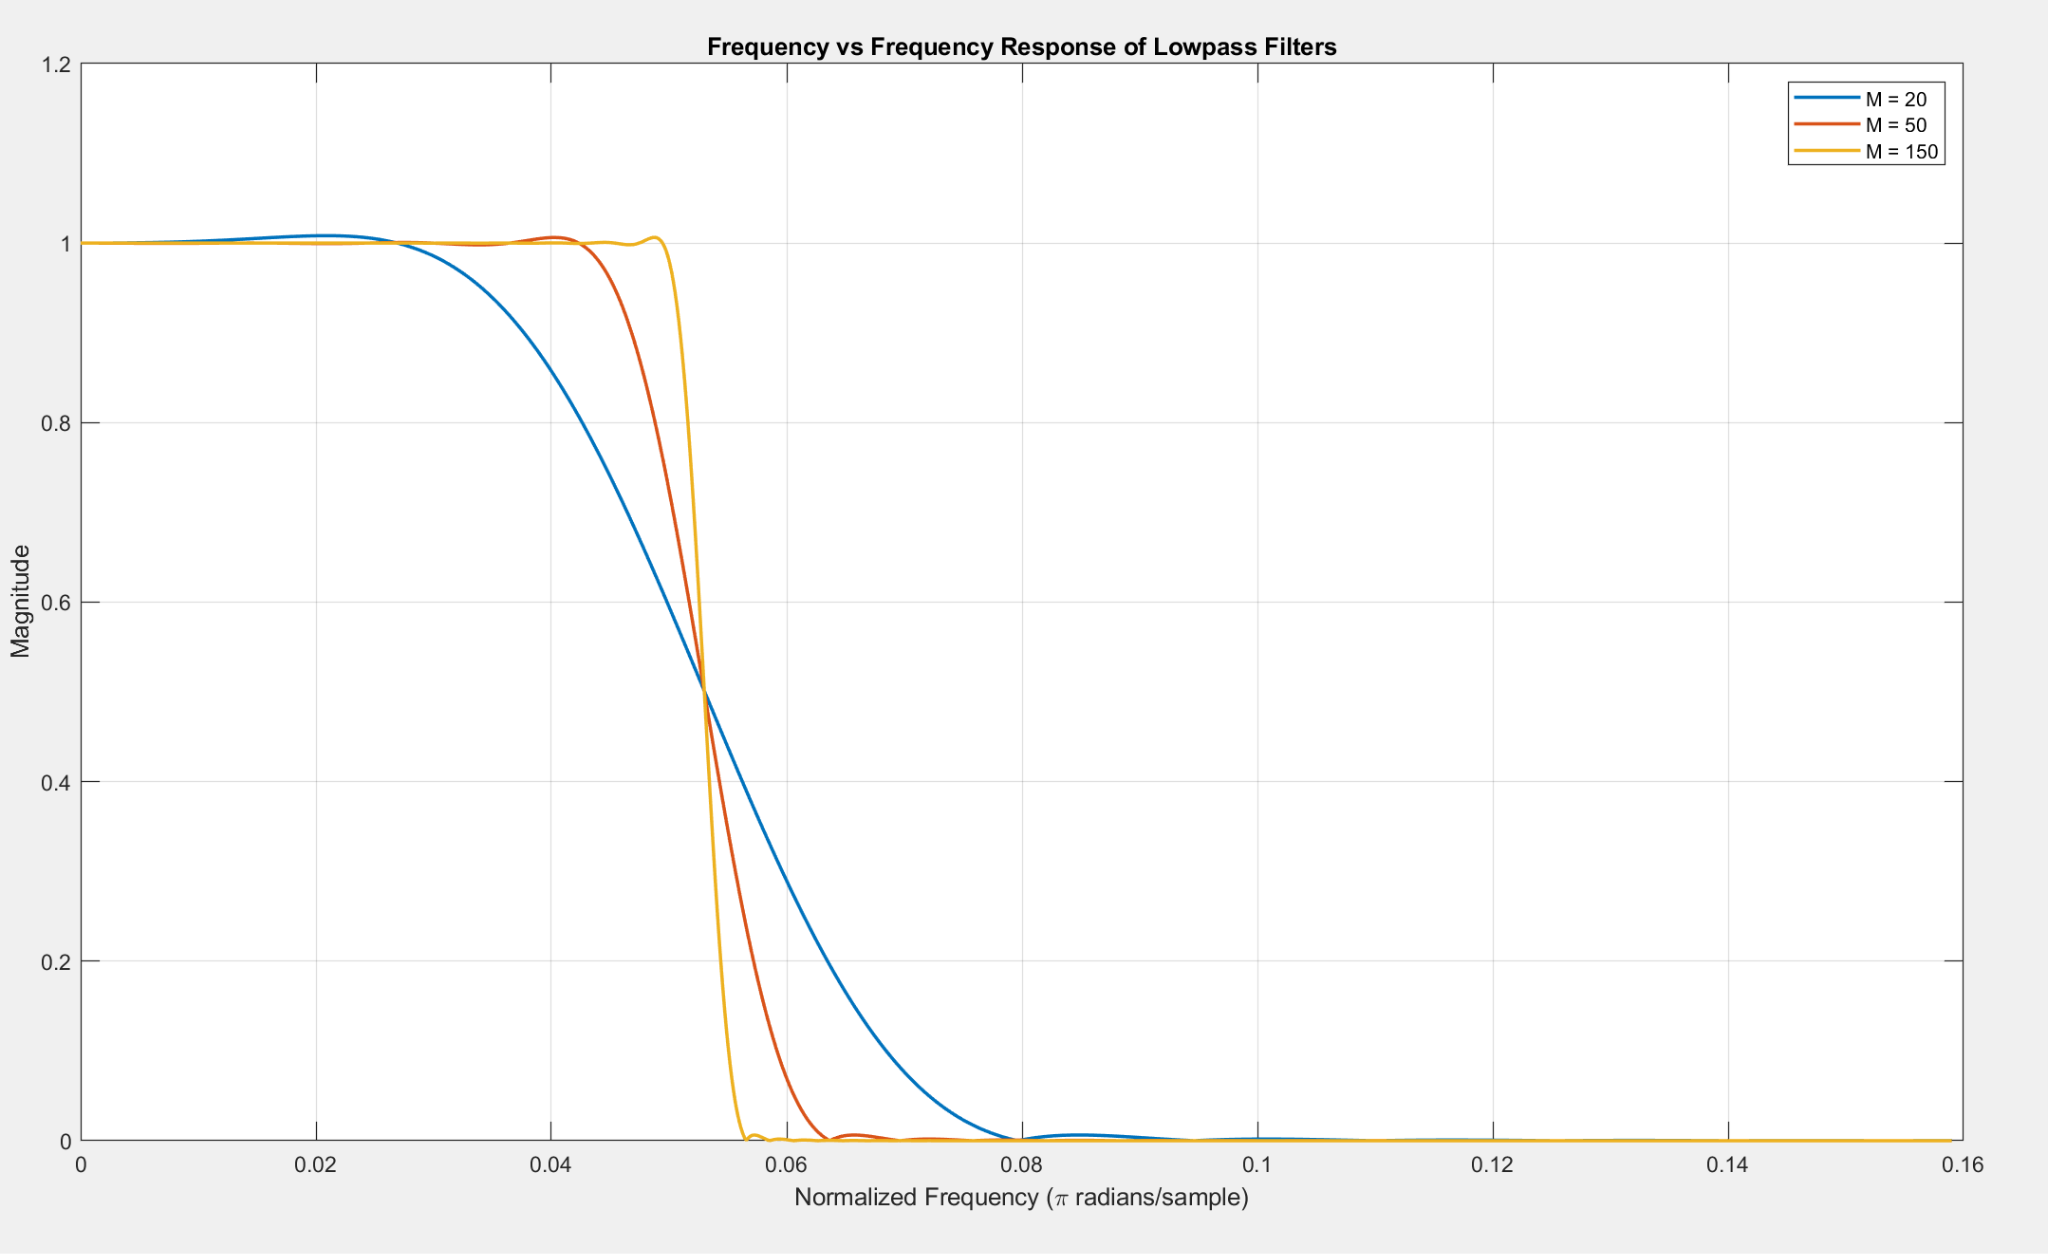 Frequency vs Frequency Response of Lowpass Filters
1.2
1
0.8
0.6
0.4
0.2
0
Magnitude
M = 20
M = 50
M = 150
0 0.02 0.04 0.06 0.08 0.1 0.12 0.14 0.16
Normalized Frequency (π radians/sample)